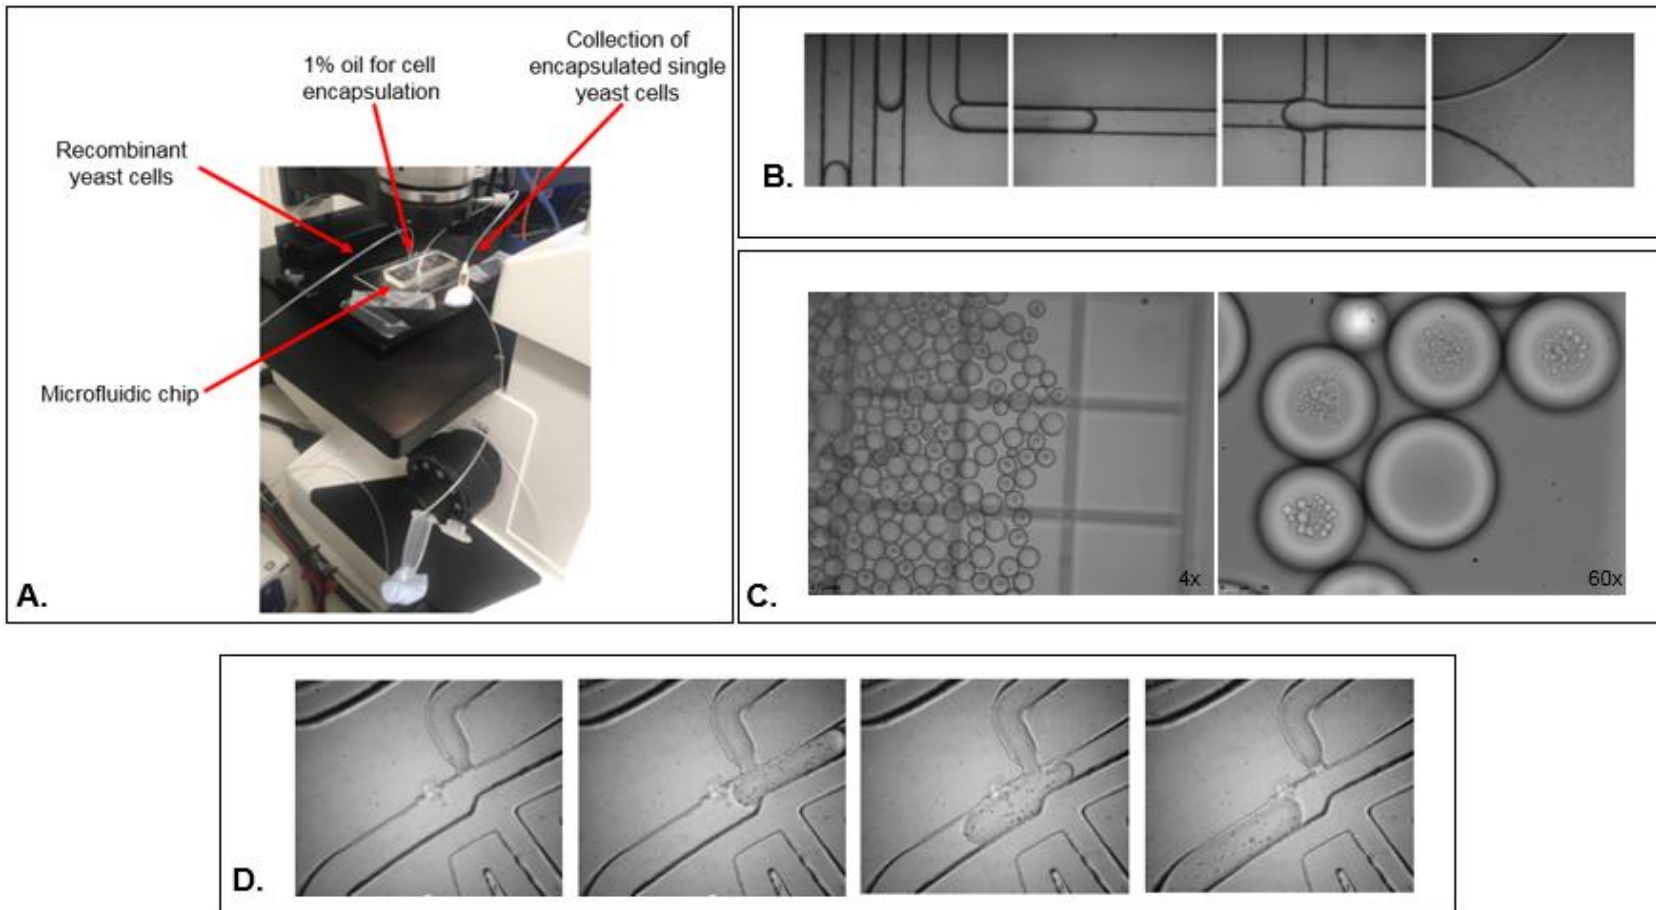 1% oil for cell
encapsulation
Collection of
encapsulated single
yeast cells
Recombinant
yeast cells
Microfluidic chip
A.
B.
4x
60x
C.
D.